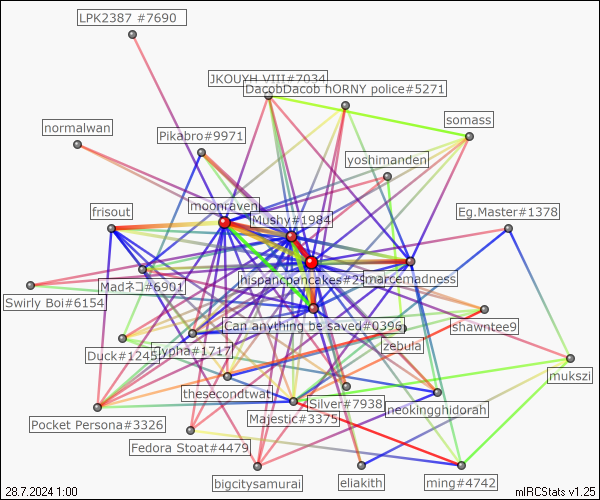 LPK2387 #7690
JKOUYH VIII#7034
DacobDacob hORNY police#5271
somass
normalwan
Pikabro#9971
yoshimanden
moonraven
frisout
Mushy#1984
Eg.Master#1378
hispancpancakes#29
marcemadness
Madネコ#6901
Swirly Boi#6154
Can anything be saved#0396
shawntee9
zebula
Duck#1245
Typha#1717
mukszi
thesecondtwat
Silver#7938
neokingghidorah
Majestic#3375
Pocket Persona#3326
Fedora Stoat#4479
bigcitysamurai
eliakith
ming#4742
28.7.2024 1:00
mIRCStats v1.25